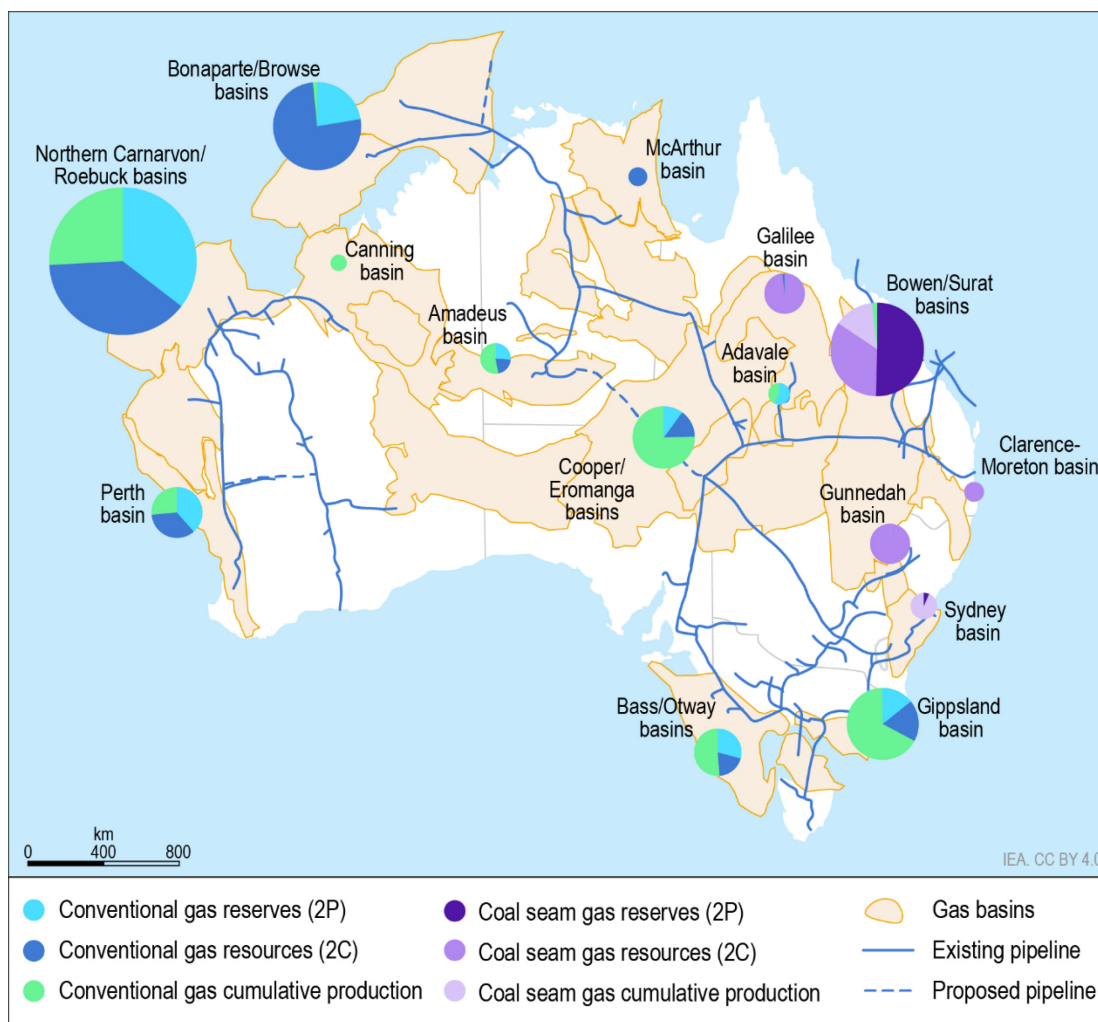 Bonaparte/Browse
basins
Northern Carnarvon/
Roebuck basins
McArthur
basin
Canning
basin
Galilee
basin
Bowen/Surat
basins
Amadeus
basin
Adavale
basin
Cooper/
Eromanga
basins
Clarence-
Moreton basin
Gunnedah
basin
Perth
basin
Sydney
basin
Bass/Otway
basins
Gippsland
basin
km
0 400 800
IEA. CC BY 4.0
Conventional gas reserves (2P)
Coal seam gas reserves (2P)
Gas basins
Conventional gas resources (2C)
Coal seam gas resources (2C)
Existing pipeline
Conventional gas cumulative production
Coal seam gas cumulative production
Proposed pipeline